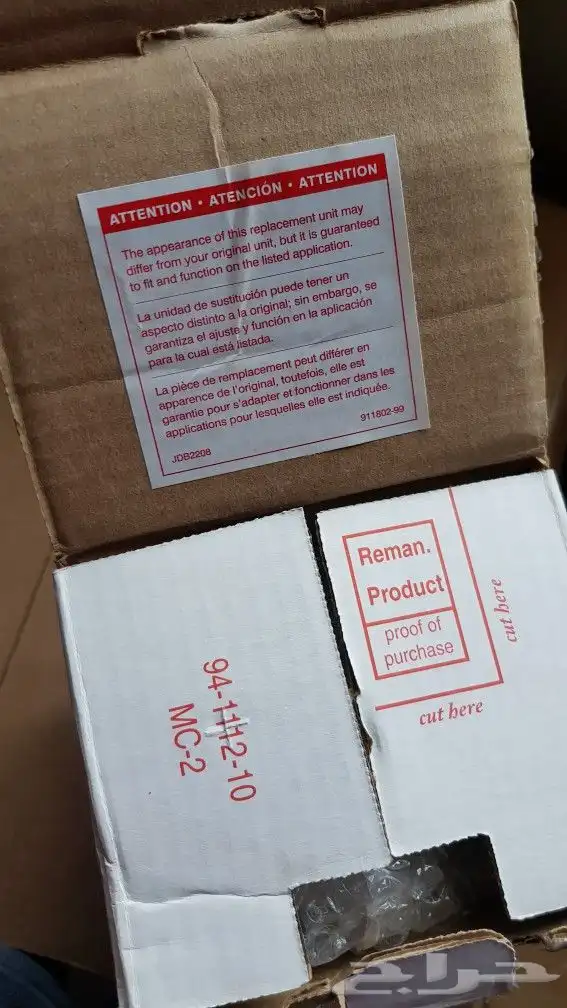 ATTENTION • ATENCIÓN • ATTENTION
The appearance of this replacement unit may
differ from your original unit, but it is guaranteed
to fit and function on the listed application.
La unidad de sustitución puede tener un
aspecto distinto a la original; sin embargo, se
garantiza el ajuste y función en la aplicación
para la cual está listada.
La pièce de remplacement peut différer en
apparence de l'original, toutefois, elle est
garantie pour s'adapter et fonctionner dans les
applications pour lesquelles elle est indiquée.
JDB2208
911802-99
Reman.
Product
proof of
purchase
cut here
cut here
94-1112-10
MC-2
حراج